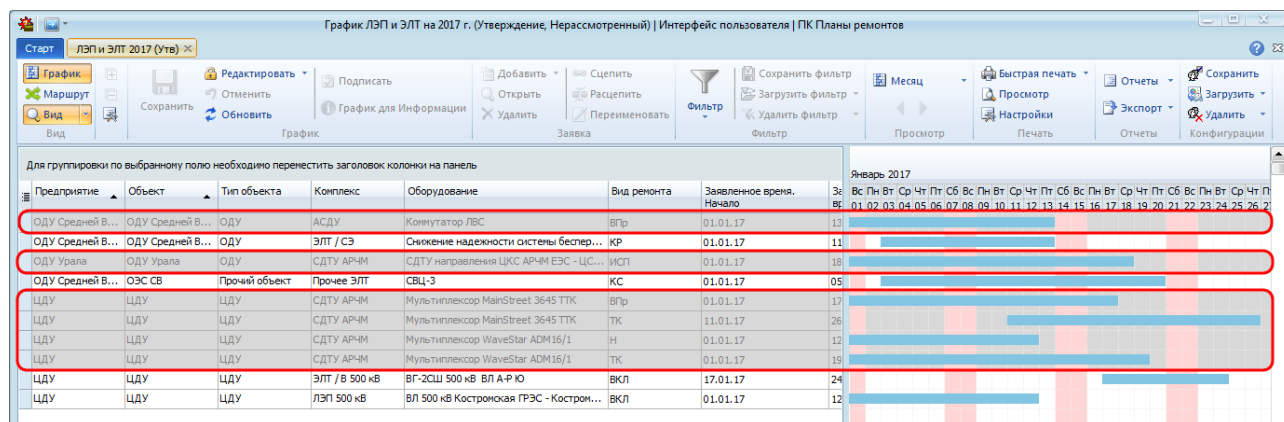 График ЛЭП и ЭЛТ на 2017 г. (Утверждение, Нерассмотренный) | Интерфейс пользователя | ПК Планы ремонтов
Старт ЛЭП и ЭЛТ 2017 (Утв)
График Редактировать Подписать Добавить Сцепить Сохранить фильтр Месяц Быстрая печать Отчеты Сохранить
Маршрут Сохранить Отменить Открыть Расцепить Фильтр Загрузить фильтр Просмотр Загрузить
Вид Обновить График для Информации Удалить Переименовать Удалить фильтр Настройки Экспорт Удалить
Вид График Заявка Фильтр Просмотр Печать Отчеты Конфигурации
Для группировки по выбранному полю необходимо переместить заголовок колонки на панель
Январь 2017
Предприятие Объект Тип объекта Комплекс Оборудование Вид ремонта Заявленное время. Начало За вр Вс Пн Вт Ср Чт Пт Сб Вс Пн Вт Ср Чт Пт Сб Вс Пн Вт Ср Чт Пт Сб Вс Пн Вт Ср Чт П
01 02 03 04 05 06 07 08 09 10 11 12 13 14 15 16 17 18 19 20 21 22 23 24 25 26 2
ОДУ Средней В... ОДУ Средней В... ОДУ АСДУ Коммутатор ЛВС ВПр 01.01.17 13
ОДУ Средней В... ОДУ Средней В... ОДУ ЭЛТ / СЭ Снижение надежности системы беспер... КР 01.01.17 11
ОДУ Урала ОДУ Урала ОДУ СДТУ АРЧМ СДТУ направления ЦКС АРЧМ ЕЭС - ЦС... ИСП 01.01.17 18
ОДУ Средней В... ОЭС СВ Прочий объект Прочее ЭЛТ СВЦ-3 КС 01.01.17 05
ЦДУ ЦДУ ЦДУ СДТУ АРЧМ Мультиплексор MainStreet 3645 ТТК ВПр 01.01.17 17
ЦДУ ЦДУ ЦДУ СДТУ АРЧМ Мультиплексор MainStreet 3645 ТТК ТК 11.01.17 26
ЦДУ ЦДУ ЦДУ СДТУ АРЧМ Мультиплексор WaveStar ADM16/1 Н 01.01.17 12
ЦДУ ЦДУ ЦДУ СДТУ АРЧМ Мультиплексор WaveStar ADM16/1 ТК 01.01.17 19
ЦДУ ЦДУ ЦДУ ЭЛТ / В 500 кВ ВГ-2СШ 500 кВ ВЛ А-Р Ю ВКЛ 17.01.17 24
ЦДУ ЦДУ ЦДУ ЛЭП 500 кВ ВЛ 500 кВ Костромская ГРЭС - Костром... ВКЛ 01.01.17 12